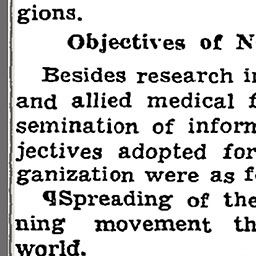 gions.
Objectives of N
Besides research i
and allied medical f
semination of inform
jectives adopted for
ganization were as f
¶Spreading of the
ning movement th
world.